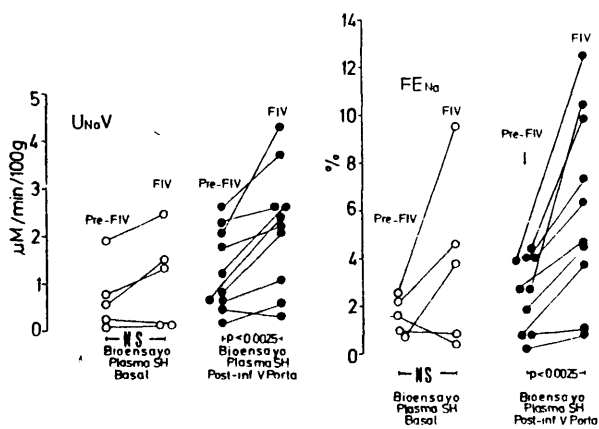 UNaV
μM/min/100g
5
4
3
2
1
0
Pre-FIV
FIV
Pre-FIV
FIV
NS
Bioensayo
Plasma SH
Basal
p<0.0025
Bioensayo
Plasma SH
Post-inf V Porta
FENa
%
14
12
10
8
6
4
2
0
Pre-FIV
FIV
Pre-FIV
FIV
NS
Bioensayo
Plasma SH
Basal
p<0.0025
Bioensayo
Plasma SH
Post-inf V Porta